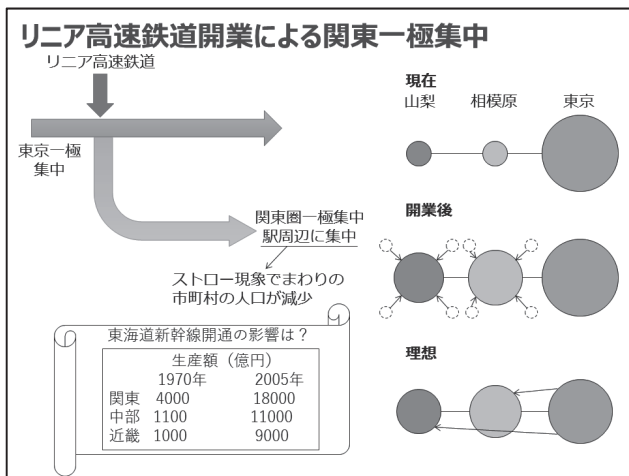 リニア高速鉄道開業による関東一極集中
リニア高速鉄道
東京一極
集中
関東圏一極集中
駅周辺に集中
ストロー現象でまわりの
市町村の人口が減少
東海道新幹線開通の影響は？
生産額（億円）
1970年 2005年
関東 4000 18000
中部 1100 11000
近畿 1000 9000
現在
山梨 相模原 東京
開業後
理想